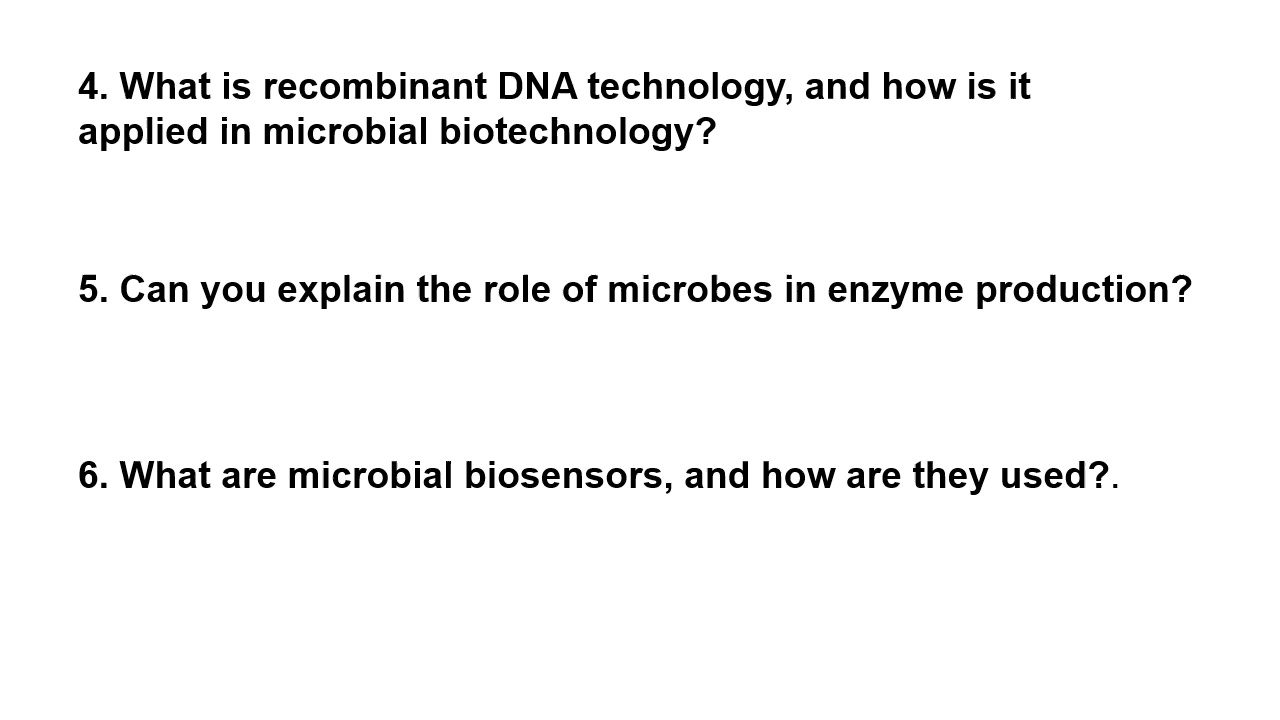 4. What is recombinant DNA technology, and how is it
applied in microbial biotechnology?
5. Can you explain the role of microbes in enzyme production?
6. What are microbial biosensors, and how are they used?.